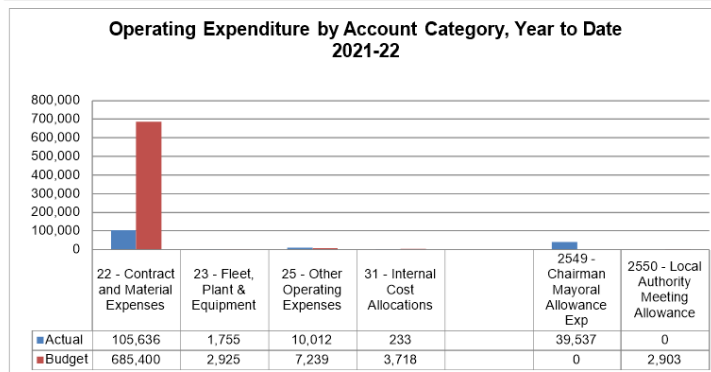 Operating Expenditure by Account Category, Year to Date
2021-22
800,000
700,000
600,000
500,000
400,000
300,000
200,000
100,000
0
22 - Contract
and Material
Expenses
23 - Fleet,
Plant &
Equipment
25 - Other
Operating
Expenses
31 - Internal
Cost
Allocations
2549 -
Chairman
Mayoral
Allowance
Exp
2550 - Local
Authority
Meeting
Allowance
Actual 105,636 1,755 10,012 233 39,537 0
Budget 685,400 2,925 7,239 3,718 0 2,903